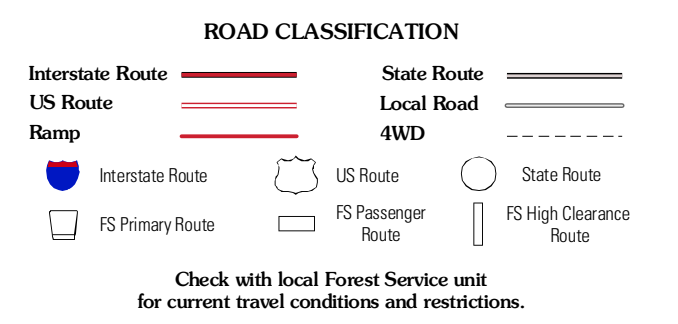 ROAD CLASSIFICATION
Interstate Route
State Route
US Route
Local Road
Ramp
4WD
Interstate Route
US Route
State Route
FS Primary Route
FS Passenger
Route
FS High Clearance
Route
Check with local Forest Service unit
for current travel conditions and restrictions.